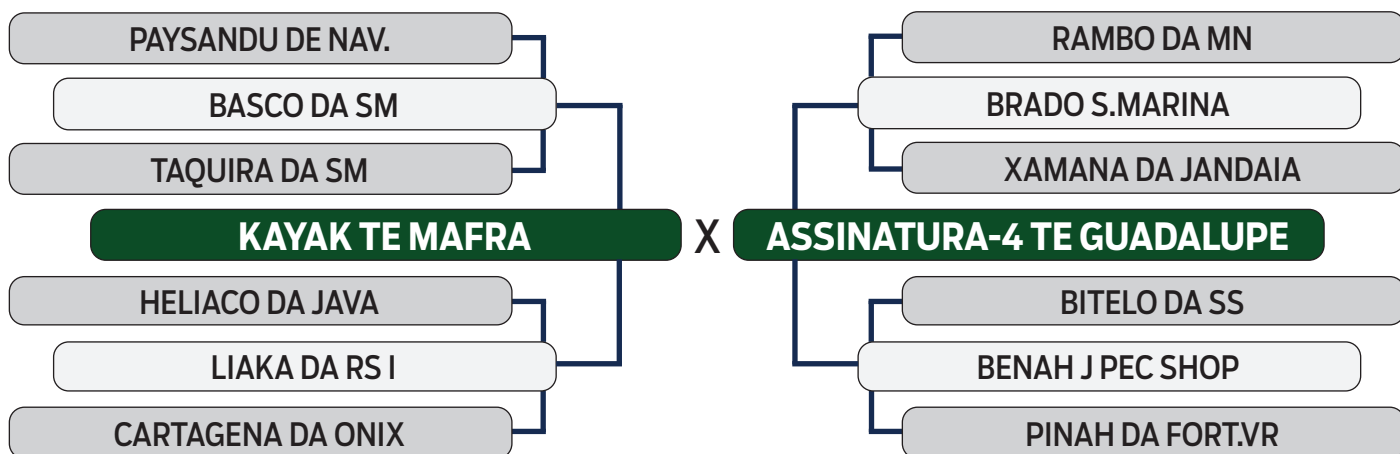 PAYSANDU DE NAV.
RAMBO DA MN
BASCO DA SM
BRADO S.MARINA
TAQUIRA DA SM
XAMANA DA JANDAIA
KAYAK TE MAFRA X ASSINATURA-4 TE GUADALUPE
HELIACO DA JAVA
BITELO DA SS
LIAKA DA RS I
BENAH J PEC SHOP
CARTAGENA DA ONIX
PINAH DA FORT.VR